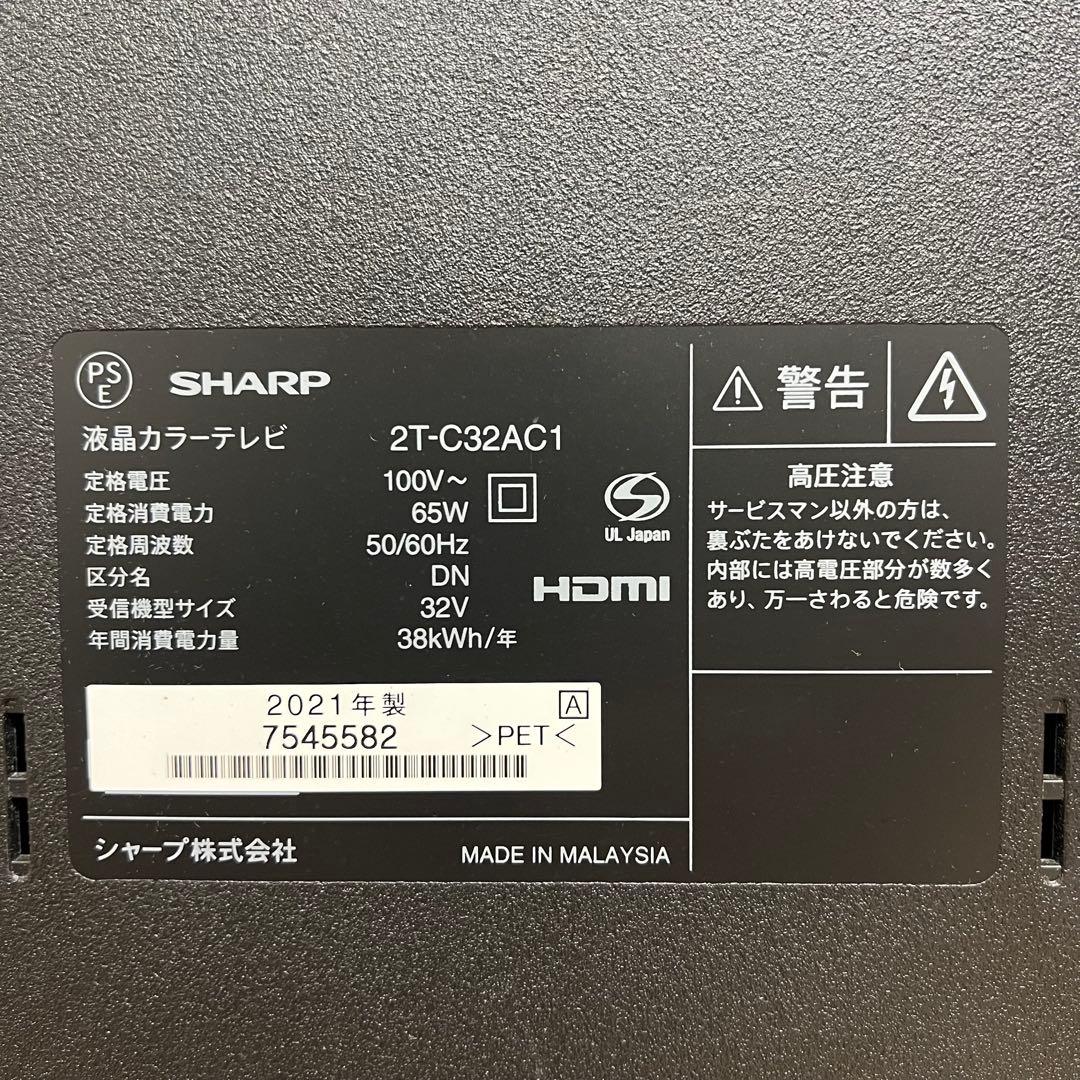 PSE SHARP
液晶カラーテレビ 2T-C32AC1
定格電圧 100V～
定格消費電力 65W
定格周波数 50/60Hz
区分名 DN
受信機型サイズ 32V
年間消費電力量 38kWh/年
UL Japan
HDMI
2021年製 A
7545582 >PET<
シャープ株式会社 MADE IN MALAYSIA
警告
高圧注意
サービスマン以外の方は、
裏ぶたをあけないでください。
内部には高電圧部分が数多く
あり、万一さわると危険です。